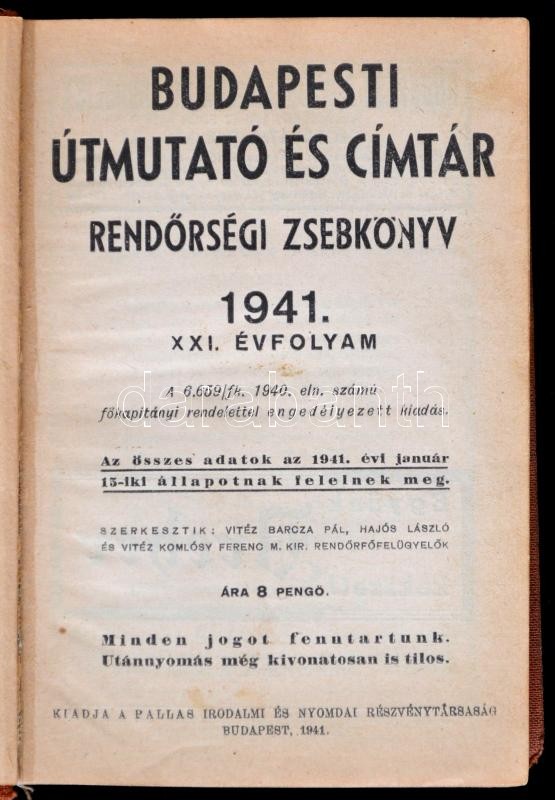 BUDAPESTI
ÚTMUTATÓ ÉS CÍMTÁR
RENDŐRSÉGI ZSEBKÖNYV
1941.
XXI. ÉVFOLYAM
A 6.659/fk. 1940. eln. számú
főkapitányi rendelettel engedélyezett kiadás.
darabanth
Az összes adatok az 1941. évi január
15-iki állapotnak felelnek meg.
SZERKESZTIK: VITÉZ BARCZA PÁL, HAJÓS LÁSZLÓ
ÉS VITÉZ KOMLÓSY FERENC M. KIR. RENDŐRFŐFELÜGYELŐK
ÁRA 8 PENGŐ.
Minden jogot fenntartunk.
Utánnyomás még kivonatosan is tilos.
KIADJA A PALLAS IRODALMI ÉS NYOMDAI RÉSZVÉNYTÁRSASÁG
BUDAPEST, 1941.